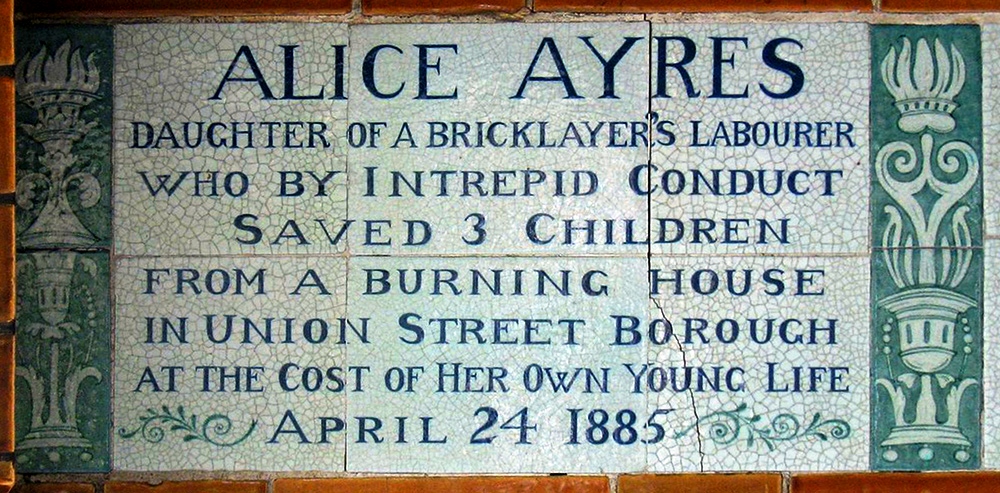 ALICE AYRES
DAUGHTER OF A BRICKLAYER'S LABOURER
WHO BY INTREPID CONDUCT
SAVED 3 CHILDREN
FROM A BURNING HOUSE
IN UNION STREET BOROUGH
AT THE COST OF HER OWN YOUNG LIFE
APRIL 24 1885